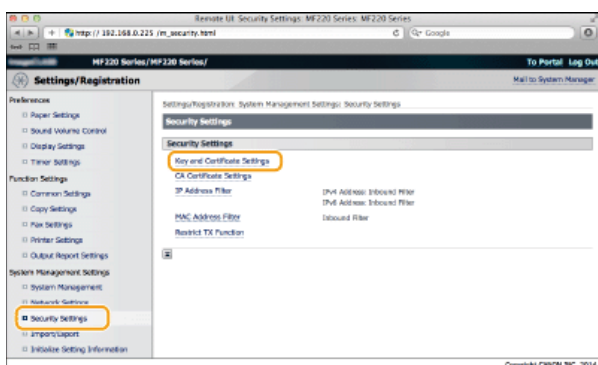 Remote UI: Security Settings: MF220 Series: MF220 Series
http://192.168.0.225/m_security.html
Google
MF220 Series/MF220 Series/
To Portal Log Out
Settings/Registration
Mail to System Manager
Preferences
Paper Settings
Sound Volume Control
Display Settings
Timer Settings
Function Settings
Common Settings
Copy Settings
Fax Settings
Printer Settings
Output Report Settings
System Management Settings
System Management
Network Settings
Security Settings
Import/Export
Initialize Setting Information
Settings/Registration: System Management Settings: Security Settings
Security Settings
Security Settings
Key and Certificate Settings
CA Certificate Settings
IP Address Filter
IPv4 Address: Inbound Filter
IPv6 Address: Inbound Filter
MAC Address Filter
Inbound Filter
Restrict TX Function
Copyright CANON INC. 2014